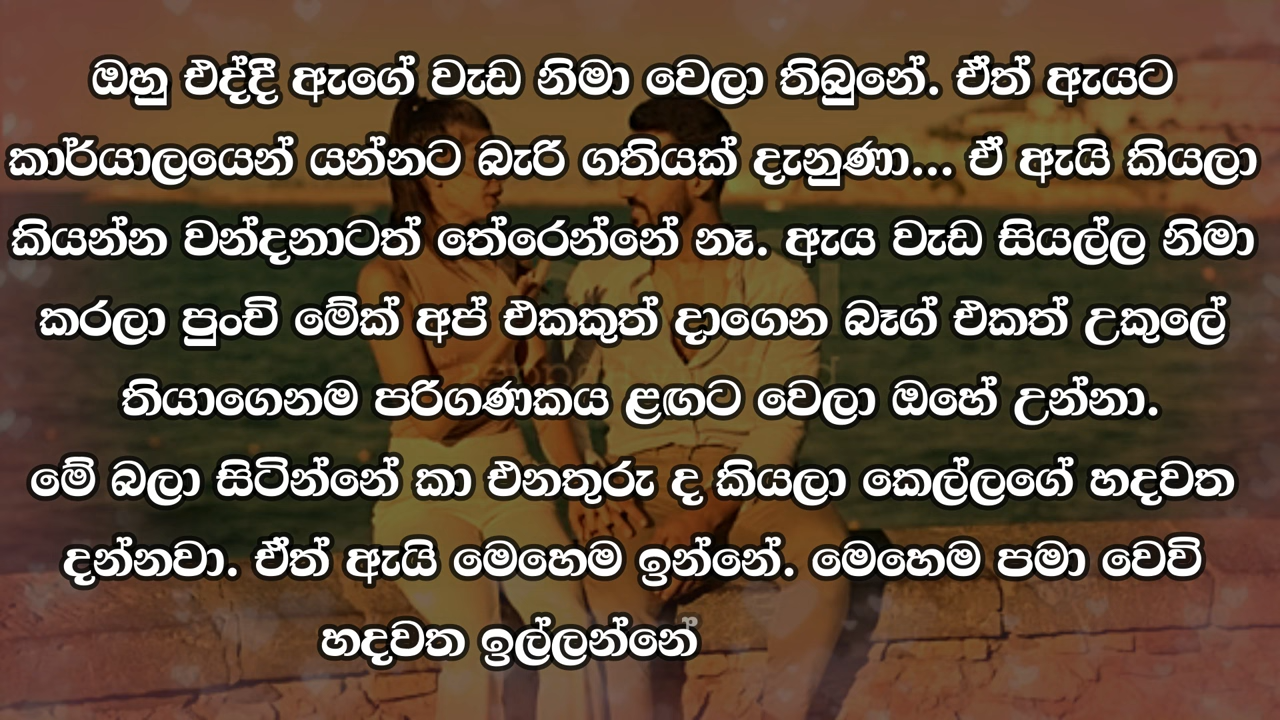 ඔහු එද්දී ඇගේ වැඩ නිමා වෙලා තිබුනේ. ඒත් ඇයට
කාර්යාලයෙන් යන්නට බැරි ගතියක් දැනුණා... ඒ ඇයි කියලා
කියන්න වන්දනාටත් තේරෙන්නේ නෑ. ඇය වැඩ සියල්ල නිමා
කරලා පුංචි මේක් අප් එකකුත් දාගෙන බෑග් එකත් උකුලේ
තියාගෙනම පරිගණකය ළඟට වෙලා ඔහේ උන්නා.
මේ බලා සිටින්නේ කා එනතුරු ද කියලා කෙල්ලගේ හදවත
දන්නවා. ඒත් ඇයි මෙහෙම ඉන්නේ. මෙහෙම පමා වෙවි
හදවත ඉල්ලන්නේ